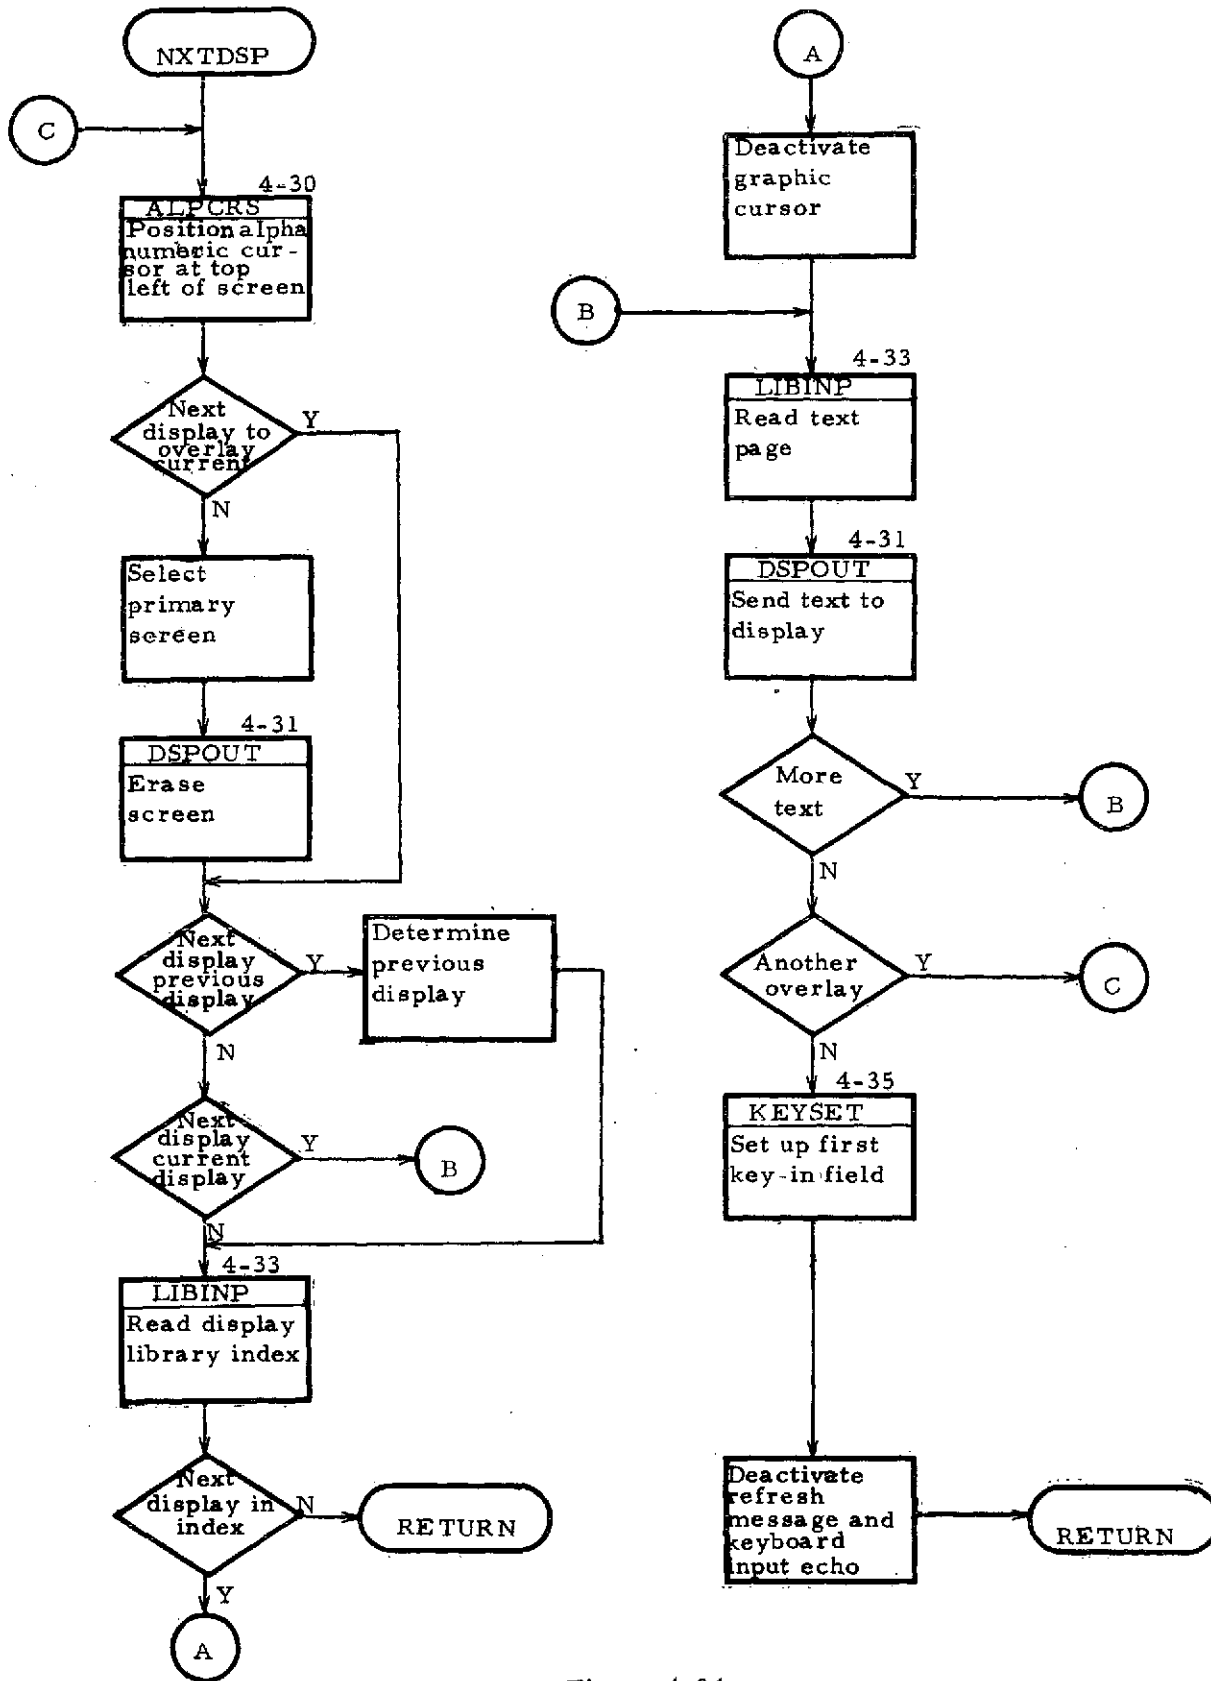 NXTDSP
C
4-30
ALPCRS
Position alpha
numeric cur-
sor at top
left of screen
Next
display to
overlay
current
Y
N
Select
primary
screen
4-31
DSPOUT
Erase
screen
Next
display
previous
display
Y
Determine
previous
display
N
Next
display
current
display
Y
B
N
4-33
LIBINP
Read display
library index
Next
display in
index
N
RETURN
Y
A
A
Deactivate
graphic
cursor
B
4-33
LIBINP
Read text
page
4-31
DSPOUT
Send text to
display
More
text
Y
B
N
Another
overlay
Y
C
N
4-35
KEYSET
Set up first
key-in field
Deactivate
refresh
message and
keyboard
input echo
RETURN